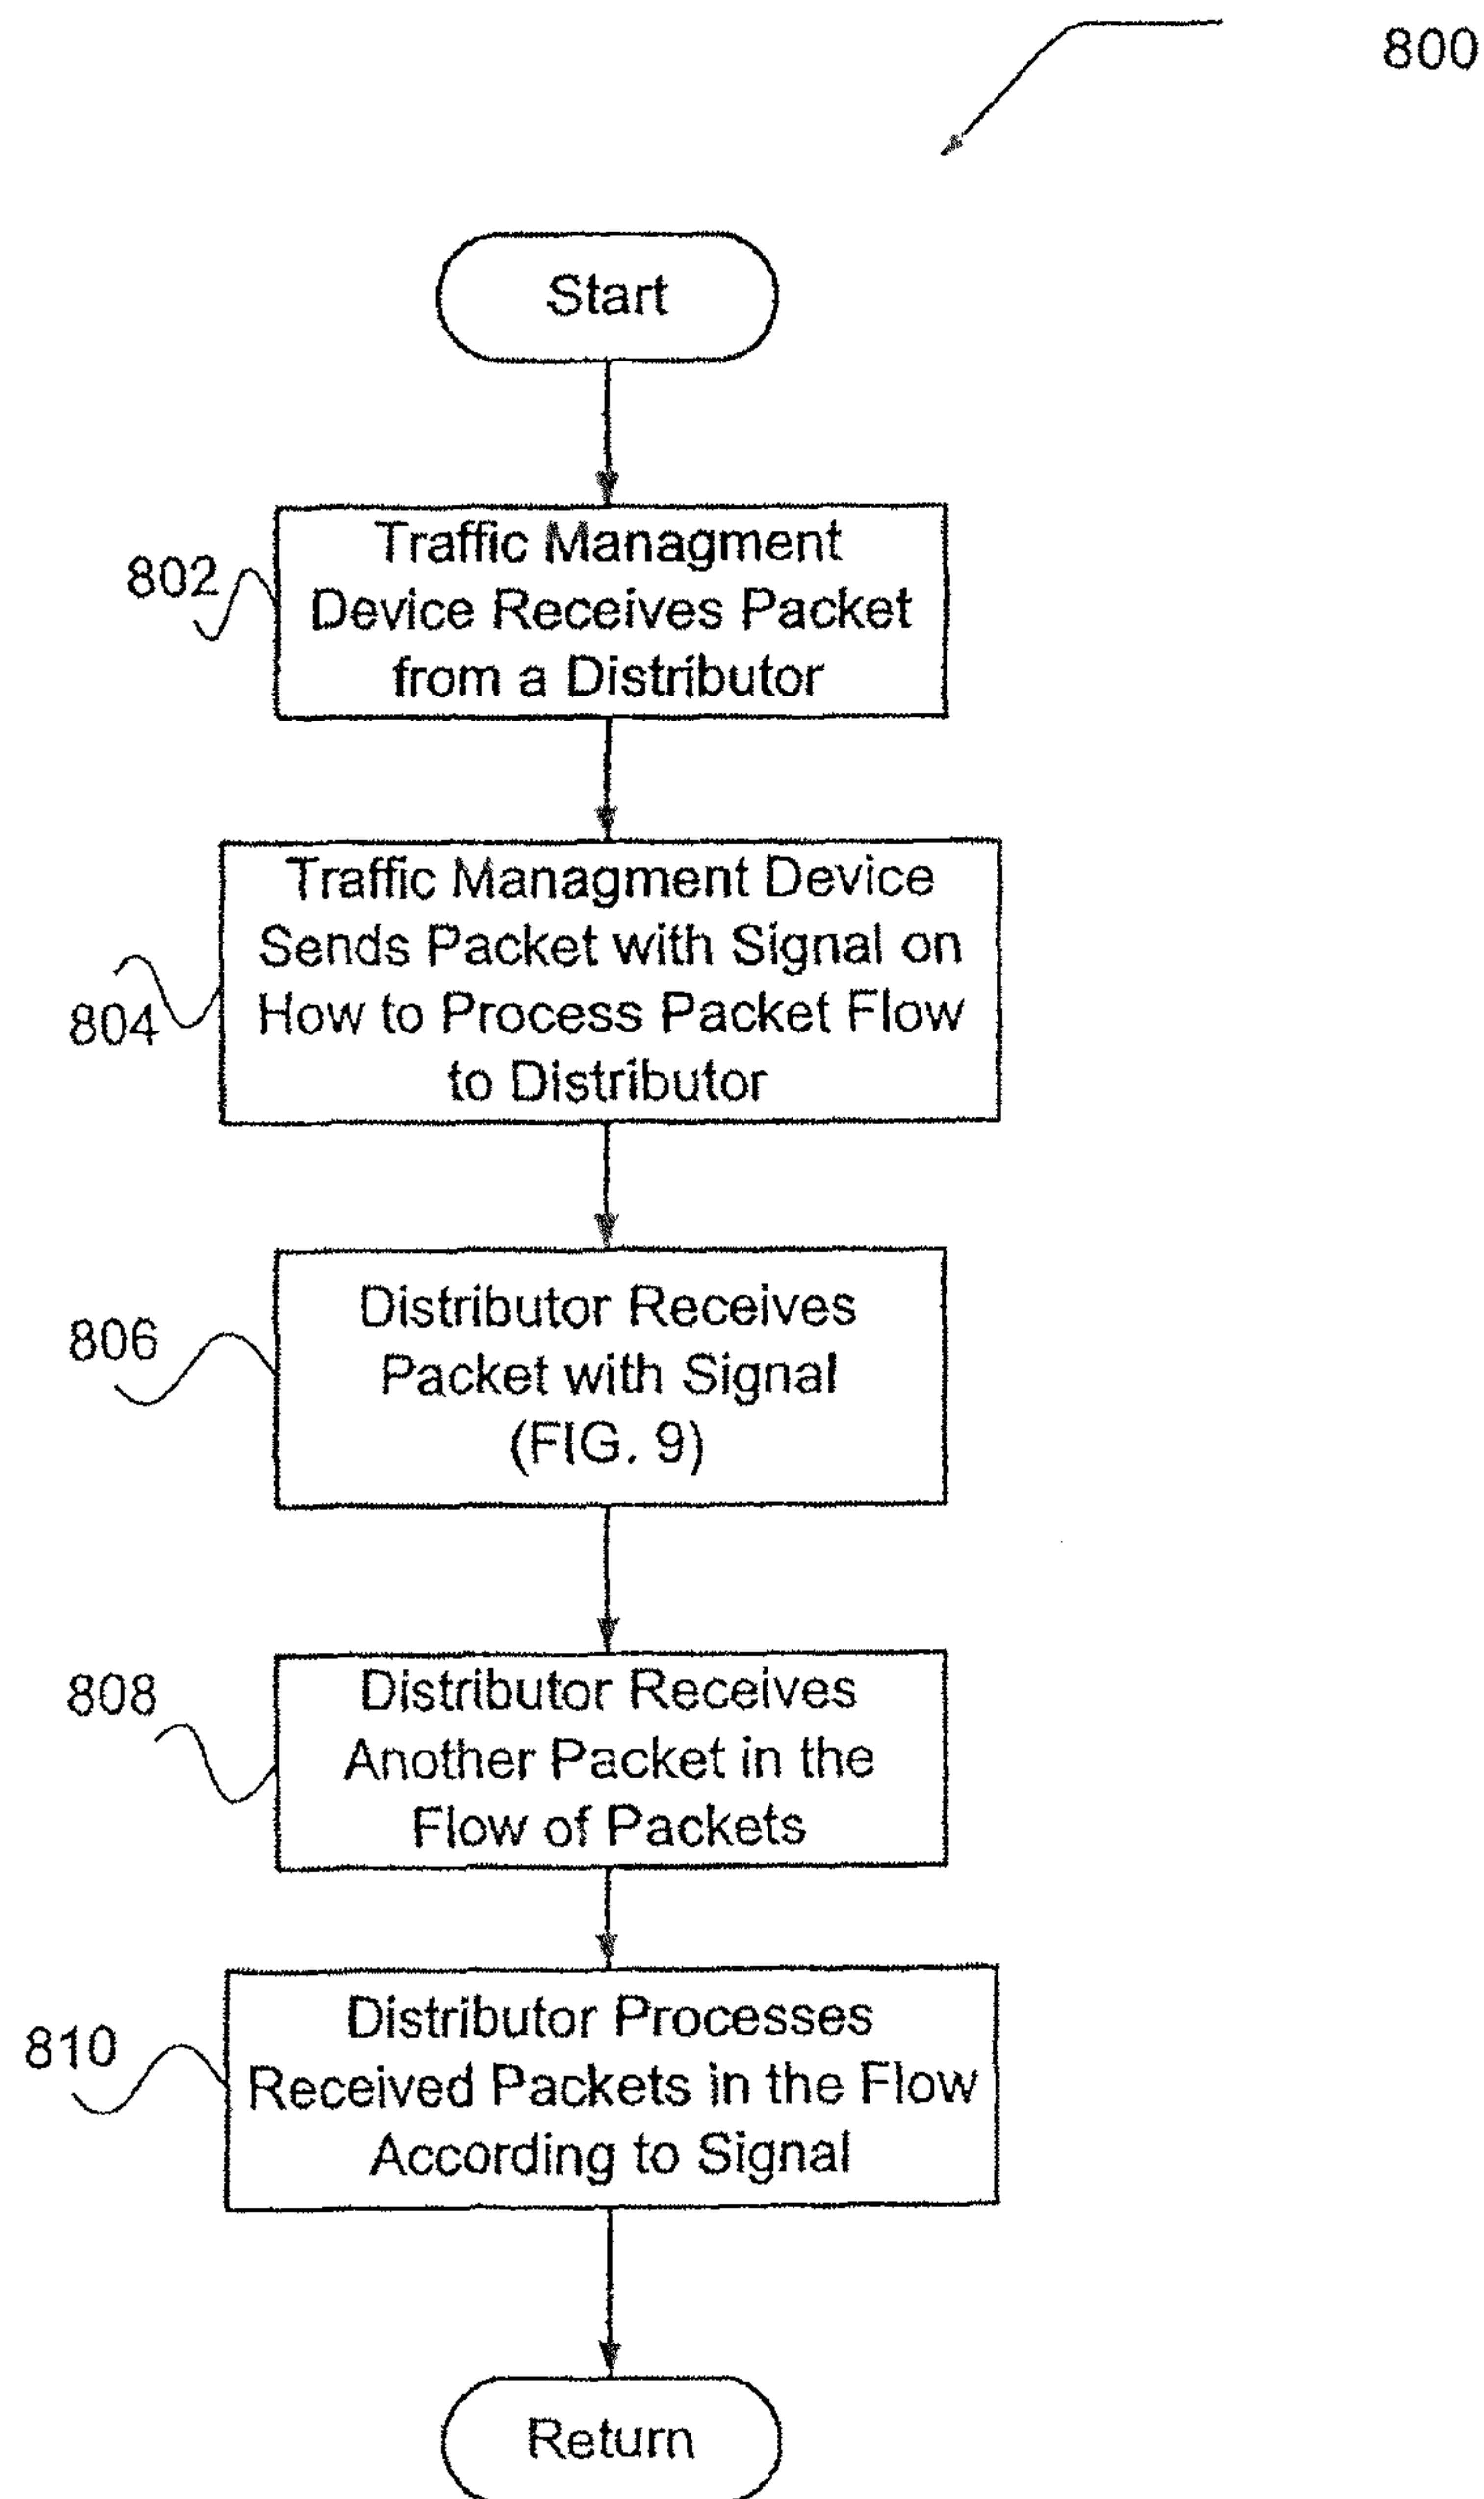 800
Start
802
Traffic Managment
Device Receives Packet
from a Distributor
804
Traffic Managment Device
Sends Packet with Signal on
How to Process Packet Flow
to Distributor
806
Distributor Receives
Packet with Signal
(FIG. 9)
808
Distributor Receives
Another Packet in the
Flow of Packets
810
Distributor Processes
Received Packets in the Flow
According to Signal
Return